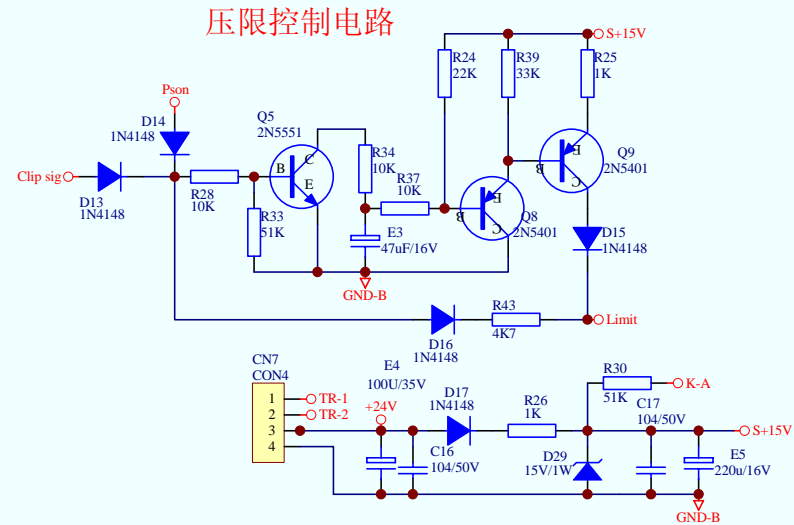 压限控制电路
S+15V
R24
22K
R39
33K
R25
1K
Pson
D14
1N4148
Q5
2N5551
Clip sig
D13
1N4148
R28
10K
B
C
E
R34
10K
R37
10K
R33
51K
E3
47uF/16V
GND-B
B
E
C
Q8
2N5401
B
E
C
Q9
2N5401
D15
1N4148
D16
1N4148
R43
4K7
Limit
CN7
CON4
1
2
3
4
TR-1
TR-2
E4
100U/35V
+24V
C16
104/50V
D17
1N4148
R26
1K
D29
15V/1W
R30
51K
K-A
C17
104/50V
S+15V
E5
220u/16V
GND-B